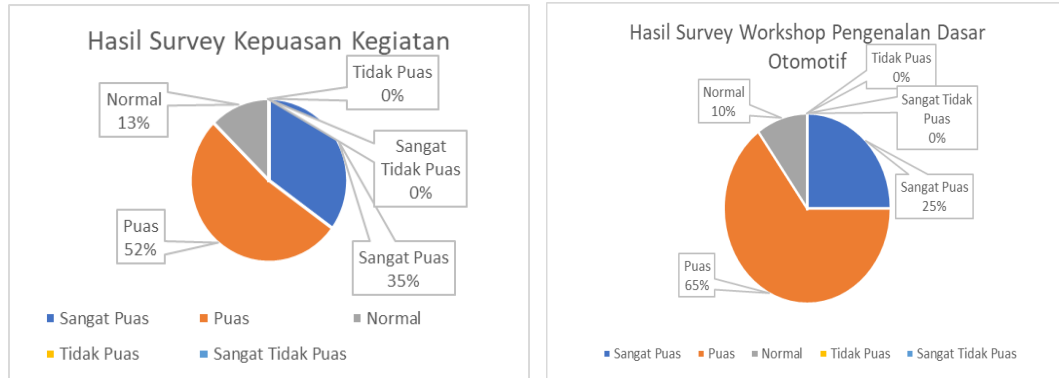 Hasil Survey Kepuasan Kegiatan
Tidak Puas
0%
Normal
13%
Sangat
Tidak Puas
0%
Puas
52%
Sangat Puas
35%
Sangat Puas
Puas
Normal
Tidak Puas
Sangat Tidak Puas
Hasil Survey Workshop Pengenalan Dasar
Otomotif
Tidak Puas
0%
Normal
10%
Sangat Tidak
Puas
0%
Sangat Puas
25%
Puas
65%
Sangat Puas
Puas
Normal
Tidak Puas
Sangat Tidak Puas